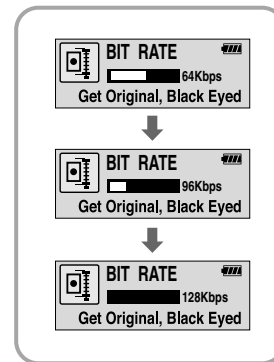 BIT RATE
64Kbps
Get Original, Black Eyed
BIT RATE
96Kbps
Get Original, Black Eyed
BIT RATE
128Kbps
Get Original, Black Eyed